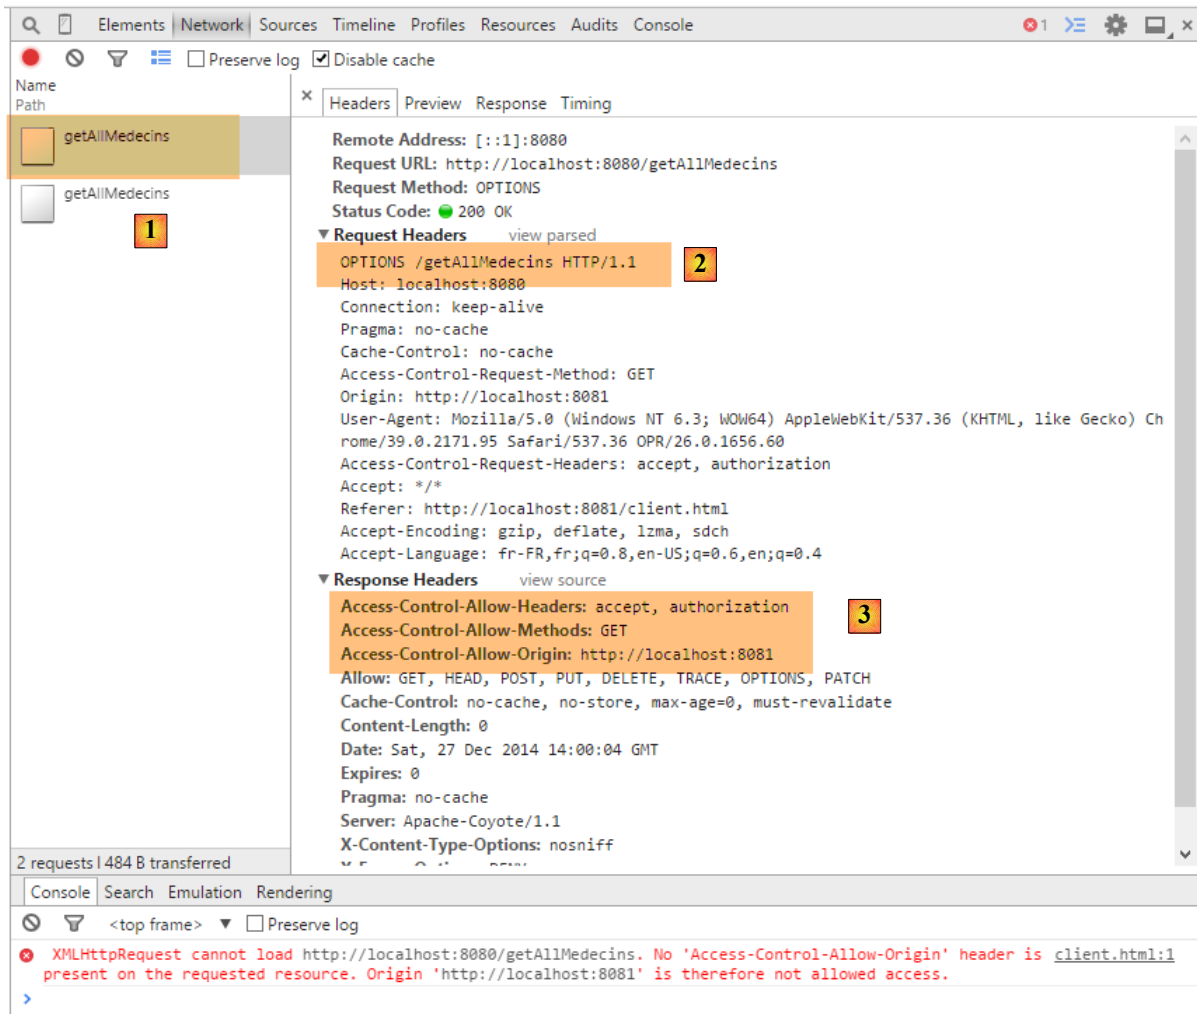 Elements Network Sources Timeline Profiles Resources Audits Console 1
Preserve log Disable cache
Name
Path
Headers Preview Response Timing
getAllMedecins
getAllMedecins
1
Remote Address: [::1]:8080
Request URL: http://localhost:8080/getAllMedecins
Request Method: OPTIONS
Status Code: 200 OK
Request Headers view parsed
OPTIONS /getAllMedecins HTTP/1.1
2
Host: localhost:8080
Connection: keep-alive
Pragma: no-cache
Cache-Control: no-cache
Access-Control-Request-Method: GET
Origin: http://localhost:8081
User-Agent: Mozilla/5.0 (Windows NT 6.3; WOW64) AppleWebKit/537.36 (KHTML, like Gecko) Ch
rome/39.0.2171.95 Safari/537.36 OPR/26.0.1656.60
Access-Control-Request-Headers: accept, authorization
Accept: */*
Referer: http://localhost:8081/client.html
Accept-Encoding: gzip, deflate, lzma, sdch
Accept-Language: fr-FR,fr;q=0.8,en-US;q=0.6,en;q=0.4
Response Headers view source
Access-Control-Allow-Headers: accept, authorization
3
Access-Control-Allow-Methods: GET
Access-Control-Allow-Origin: http://localhost:8081
Allow: GET, HEAD, POST, PUT, DELETE, TRACE, OPTIONS, PATCH
Cache-Control: no-cache, no-store, max-age=0, must-revalidate
Content-Length: 0
Date: Sat, 27 Dec 2014 14:00:04 GMT
Expires: 0
Pragma: no-cache
Server: Apache-Coyote/1.1
X-Content-Type-Options: nosniff
2 requests | 484 B transferred
Console Search Emulation Rendering
<top frame> ▼ Preserve log
XMLHttpRequest cannot load http://localhost:8080/getAllMedecins. No 'Access-Control-Allow-Origin' header is client.html:1
present on the requested resource. Origin 'http://localhost:8081' is therefore not allowed access.